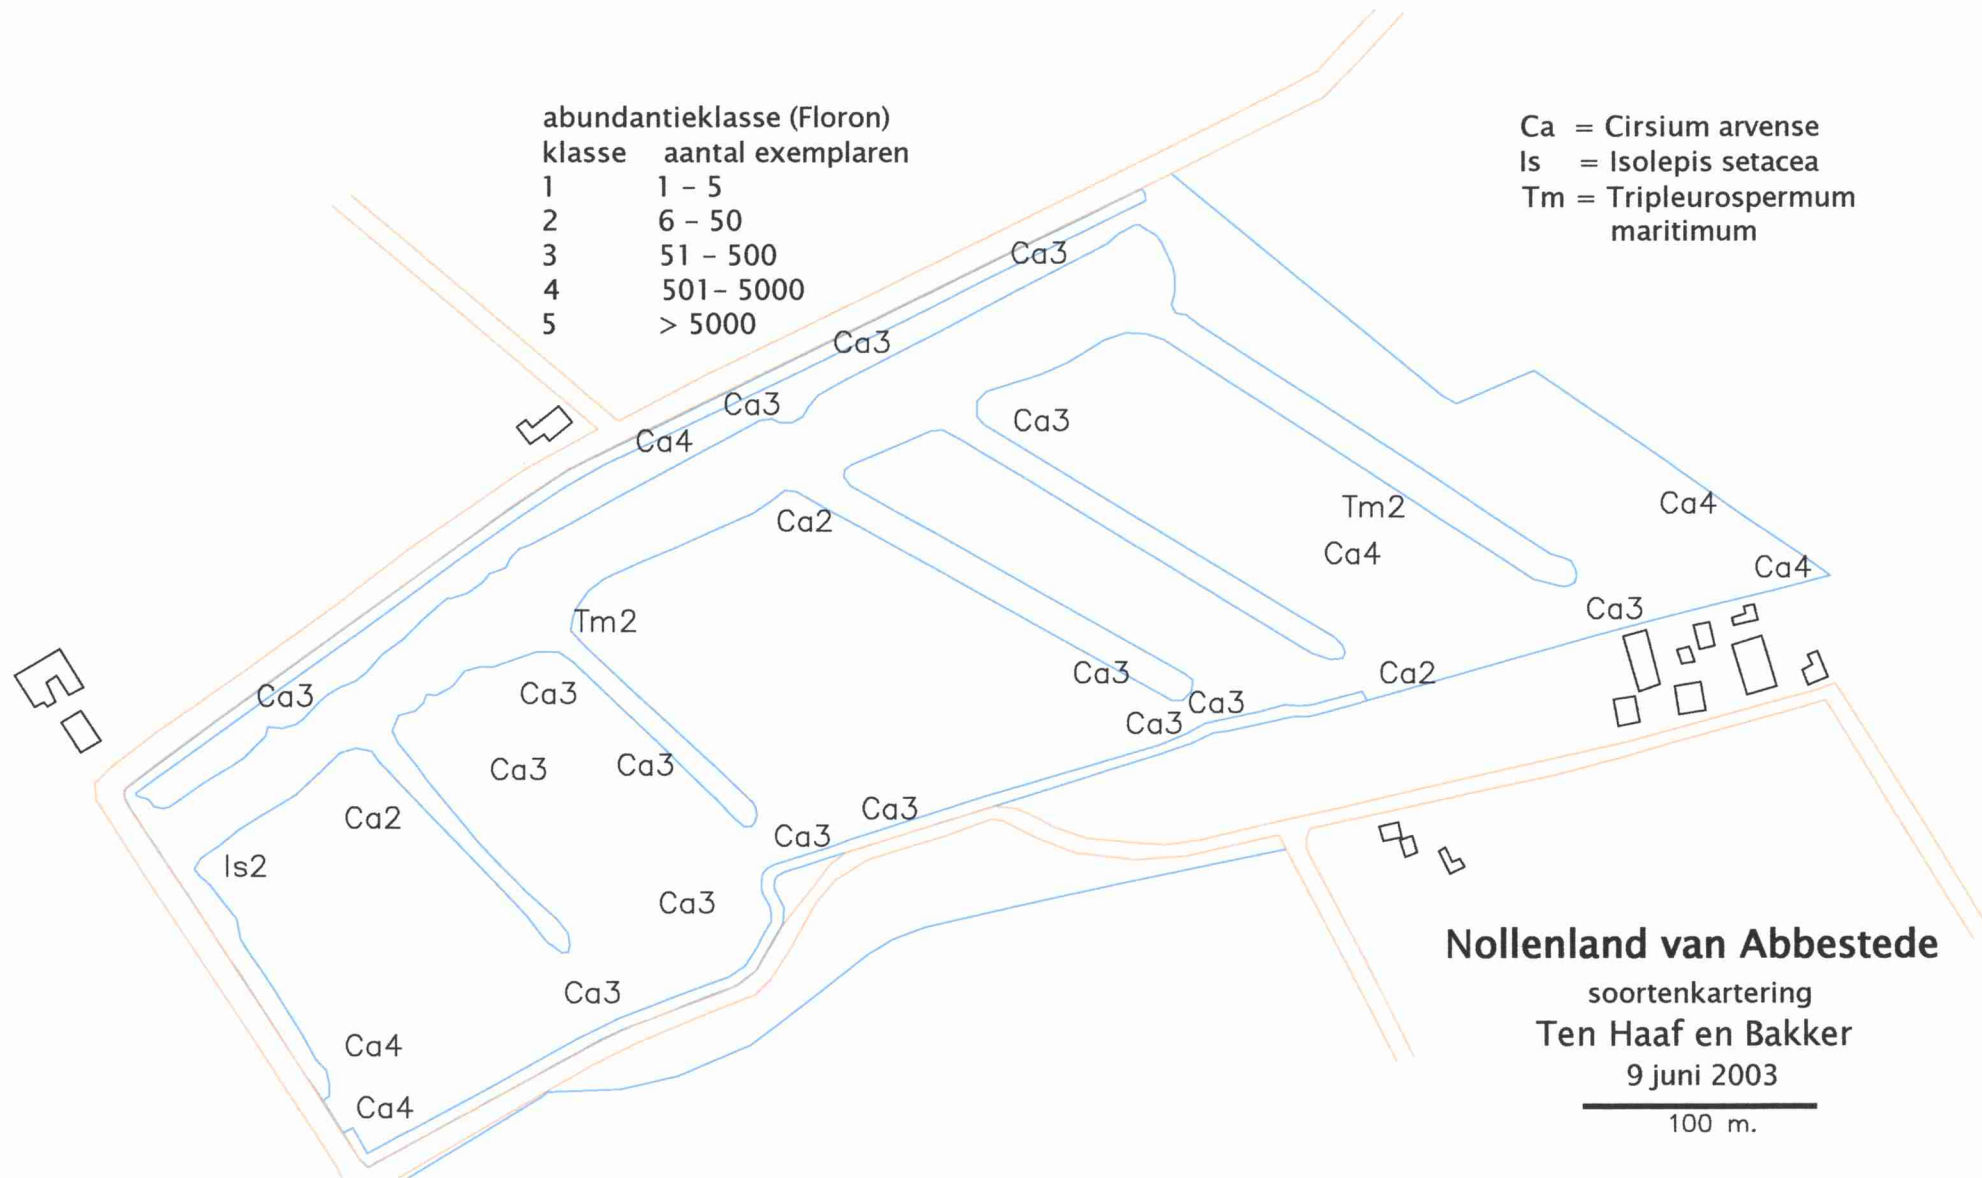 abundantieklasse (Floron)
klasse aantal exemplaren
1 1 – 5
2 6 – 50
3 51 – 500
4 501– 5000
5 > 5000
Ca = Cirsium arvense
Is = Isolepis setacea
Tm = Tripleurospermum
maritimum
Ca3
Ca3
Ca3
Ca4
Ca3
Ca2
Tm2
Ca4
Ca4
Ca4
Ca3
Tm2
Ca3
Ca2
Ca3
Ca3
Ca3
Ca3
Ca3
Ca3
Ca3
Ca2
Ca3
Ca3
Is2
Ca3
Ca3
Ca4
Ca4
Nollenland van Abbestede
soortenkartering
Ten Haaf en Bakker
9 juni 2003
100 m.